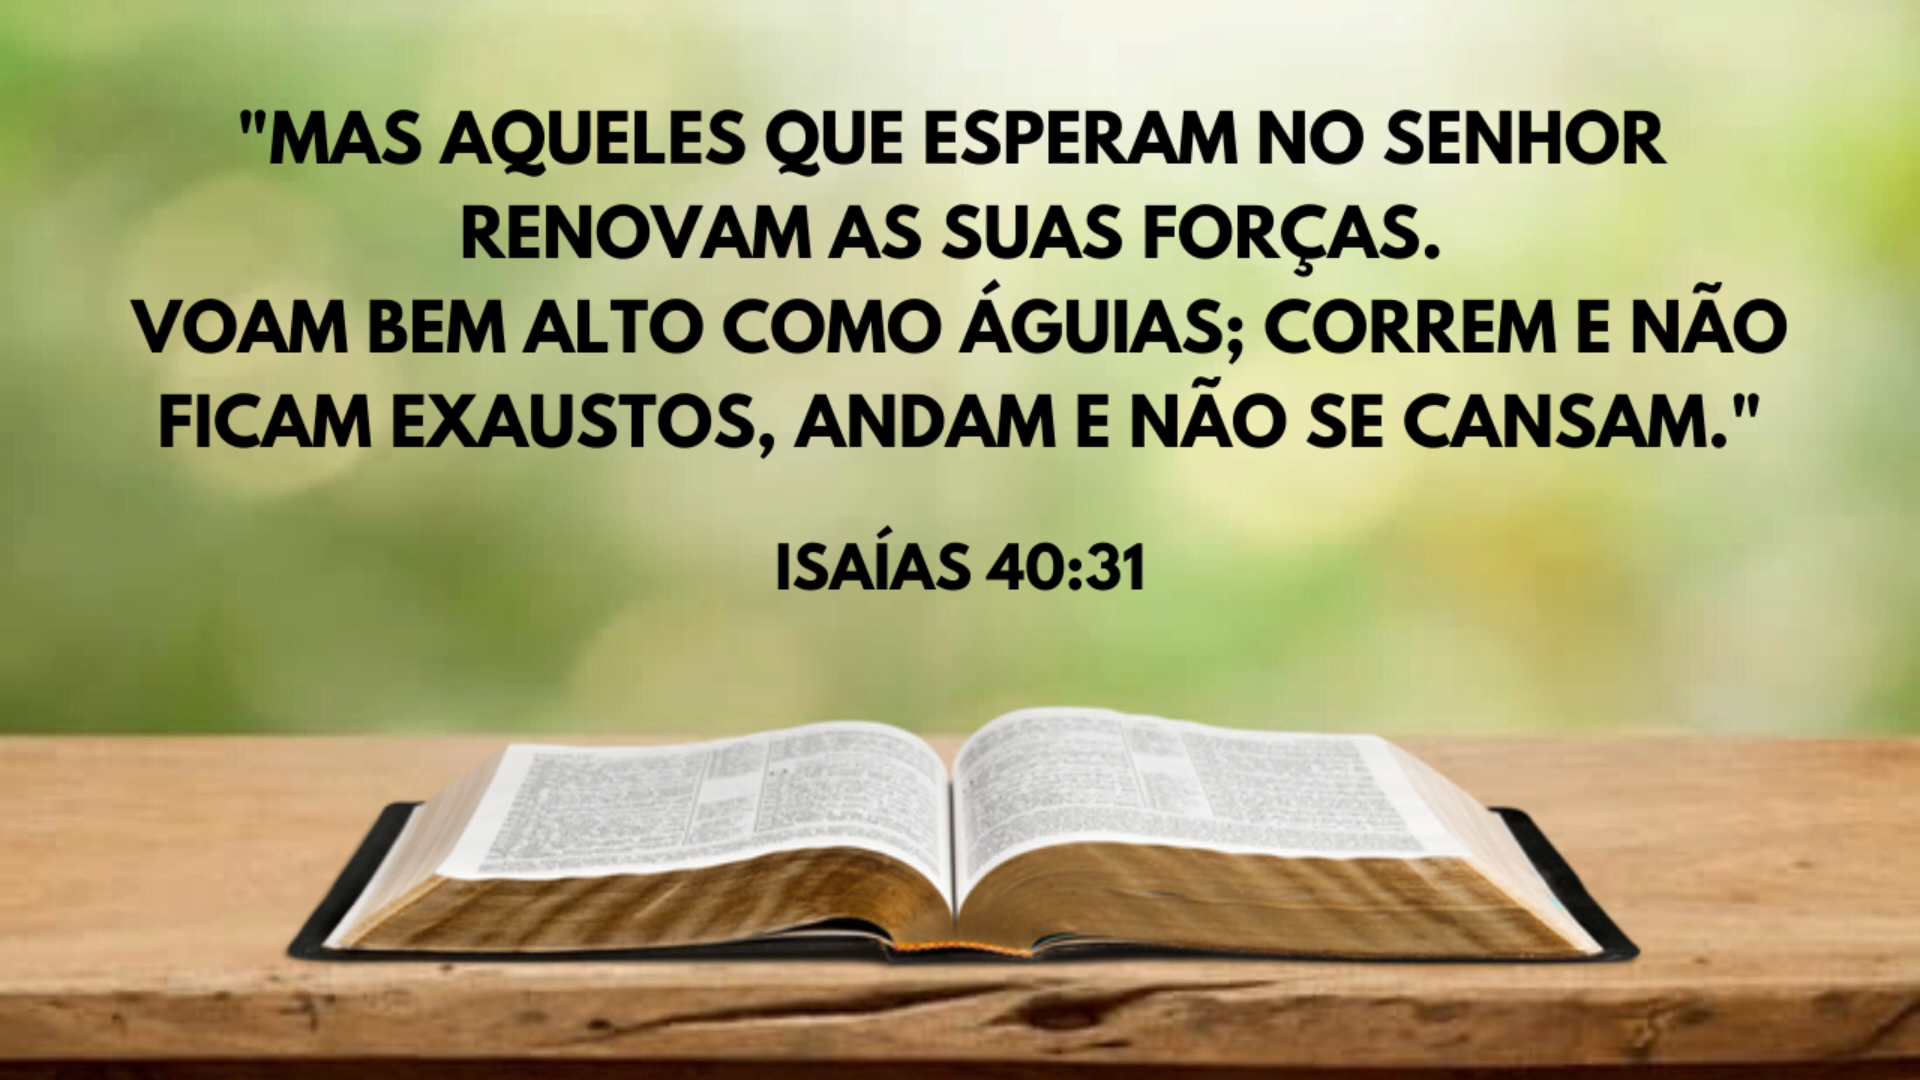 "MAS AQUELES QUE ESPERAM NO SENHOR
RENOVAM AS SUAS FORÇAS.
VOAM BEM ALTO COMO ÁGUIAS; CORREM E NÃO
FICAM EXAUSTOS, ANDAM E NÃO SE CANSAM."
ISAÍAS 40:31